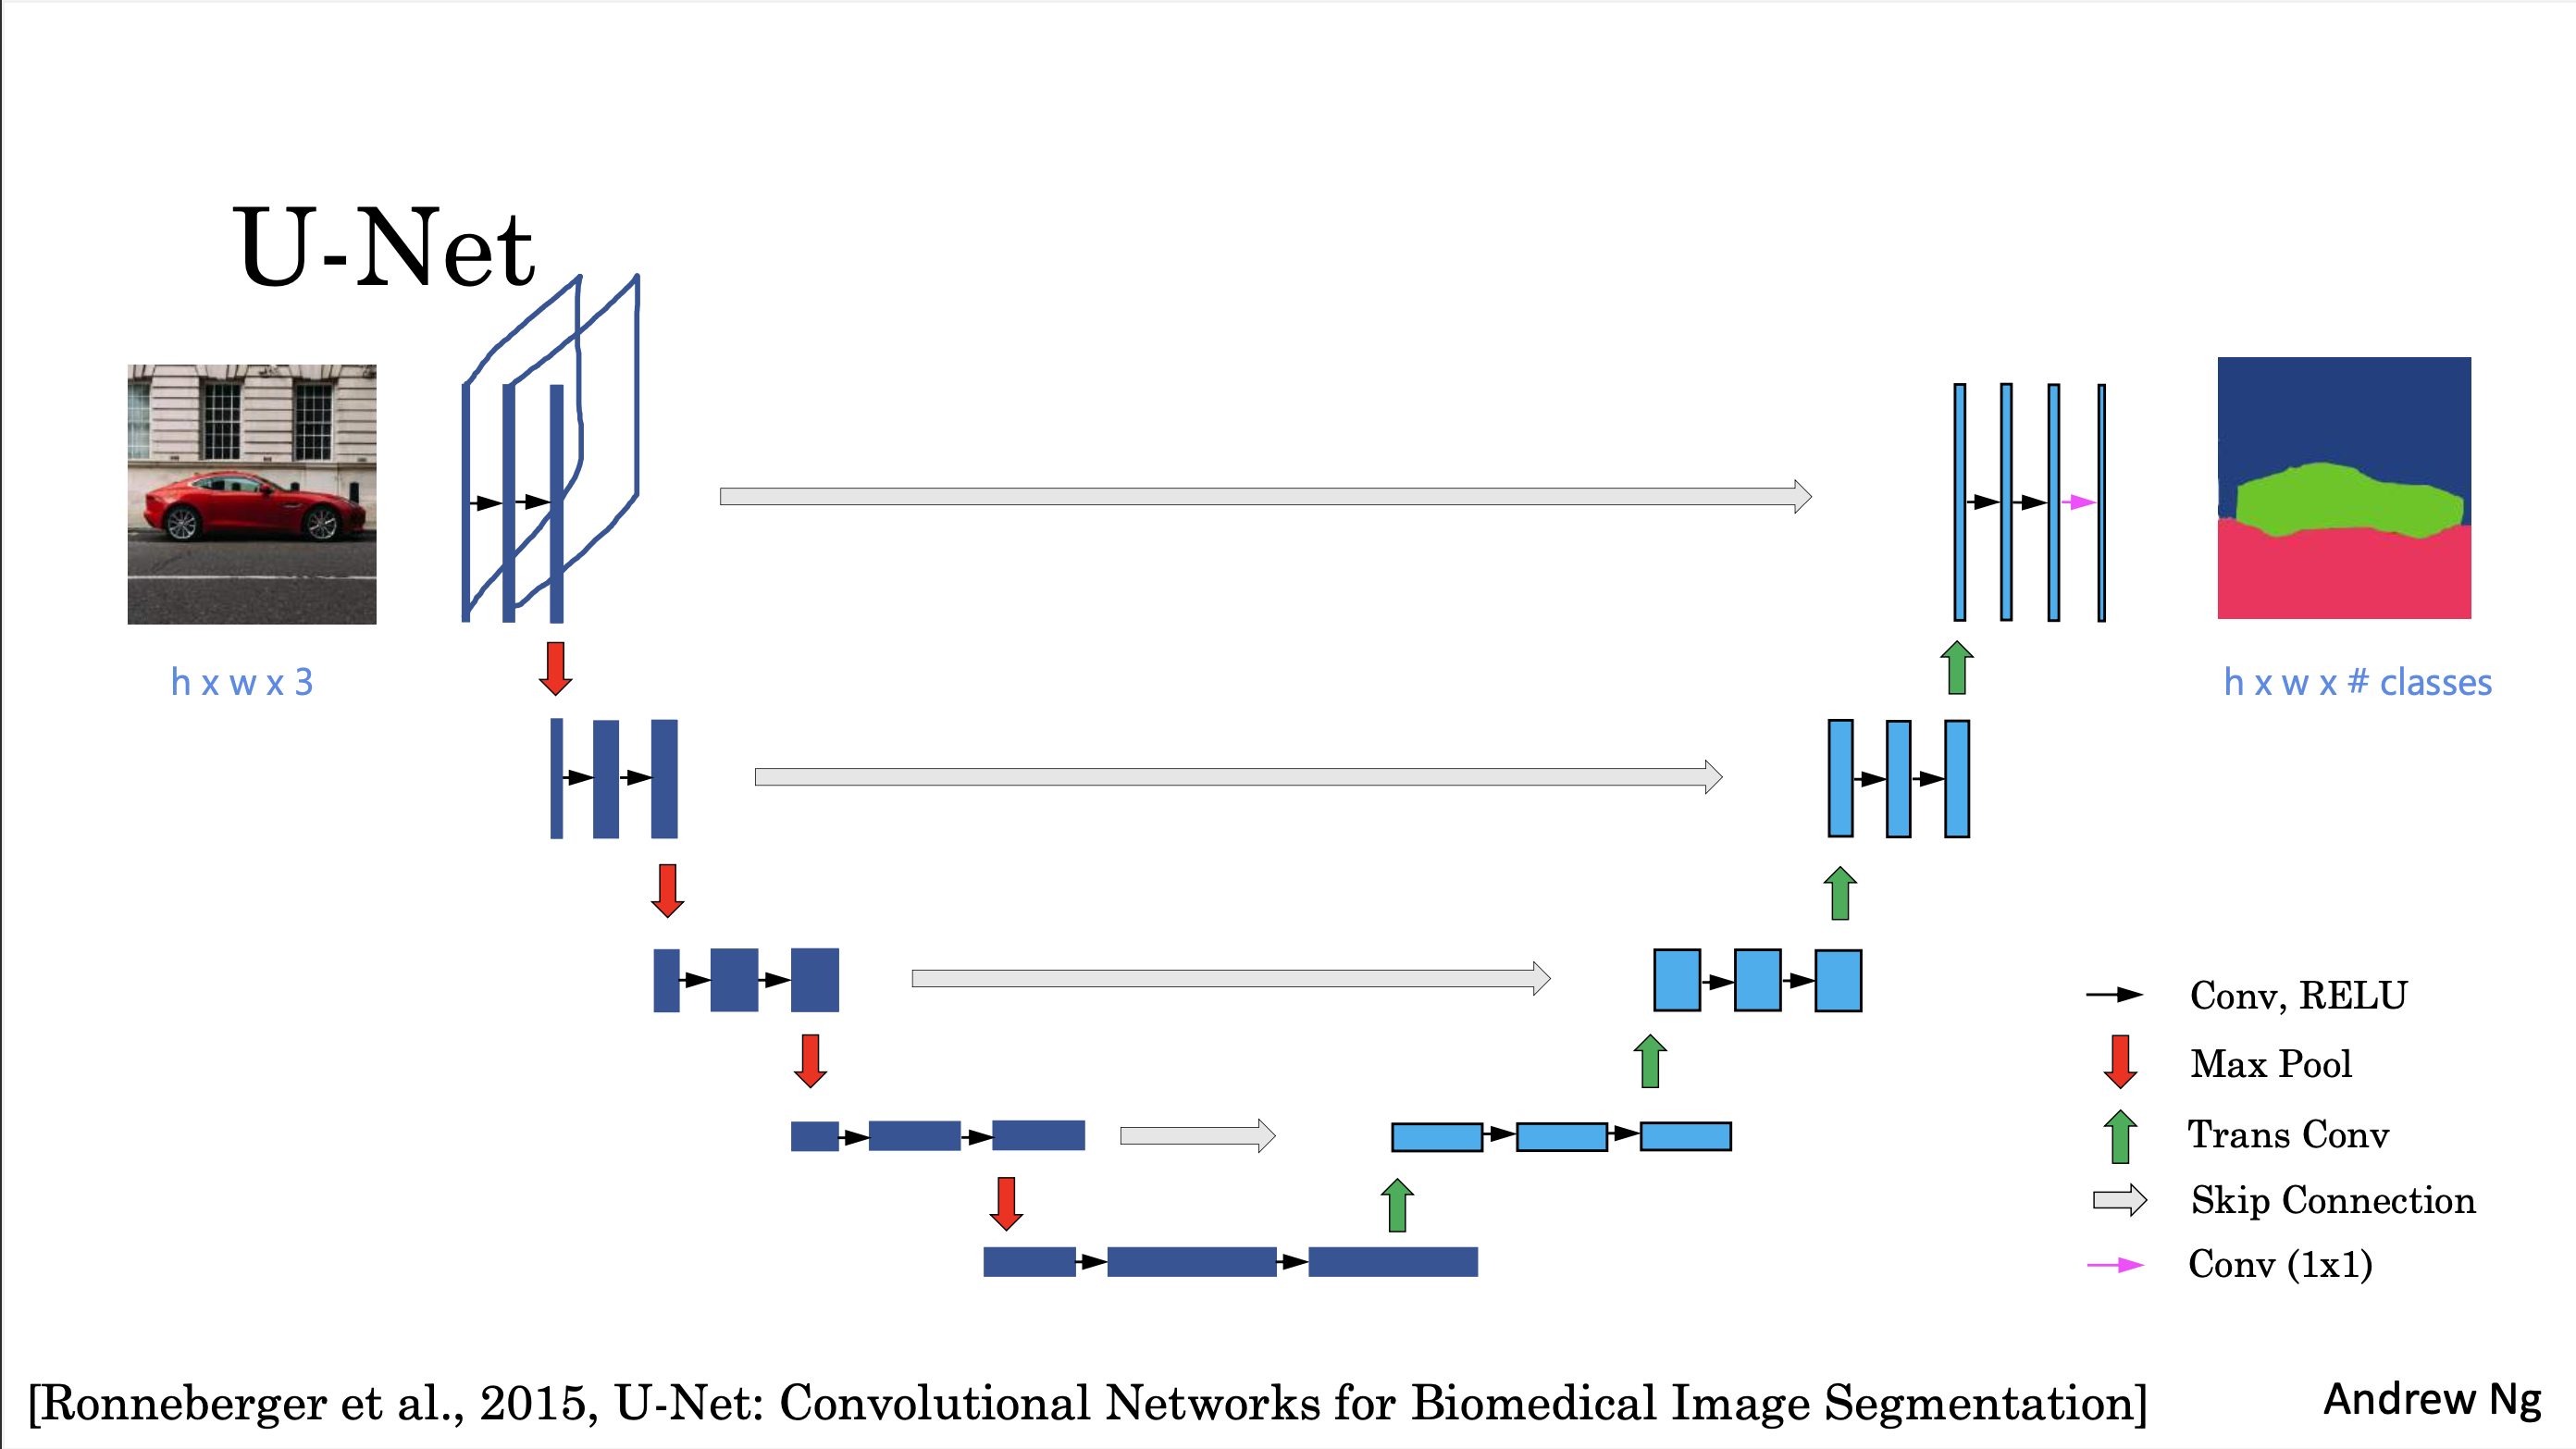 U-Net
h x w x 3
h x w x # classes
Conv, RELU
Max Pool
Trans Conv
Skip Connection
Conv (1x1)
[Ronneberger et al., 2015, U-Net: Convolutional Networks for Biomedical Image Segmentation]
Andrew Ng